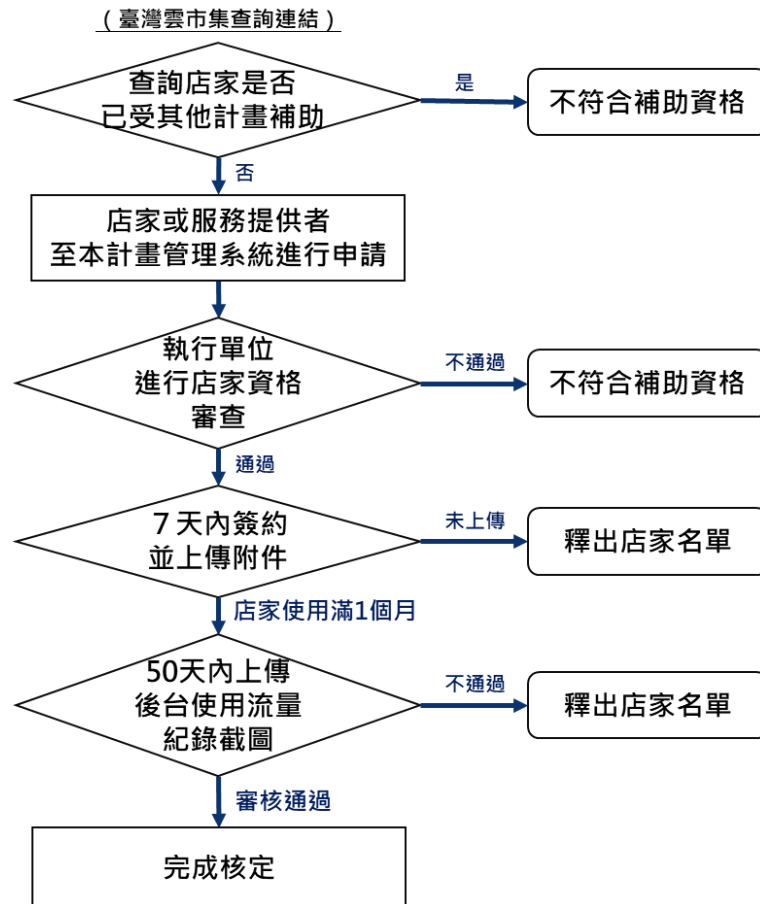 （臺灣雲市集查詢連結）
查詢店家是否
已受其他計畫補助
是
不符合補助資格
否
店家或服務提供者
至本計畫管理系統進行申請
執行單位
進行店家資格
審查
不通過
不符合補助資格
通過
7 天內簽約
並上傳附件
未上傳
釋出店家名單
店家使用滿1個月
50天內上傳
後台使用流量
紀錄截圖
不通過
釋出店家名單
審核通過
完成核定